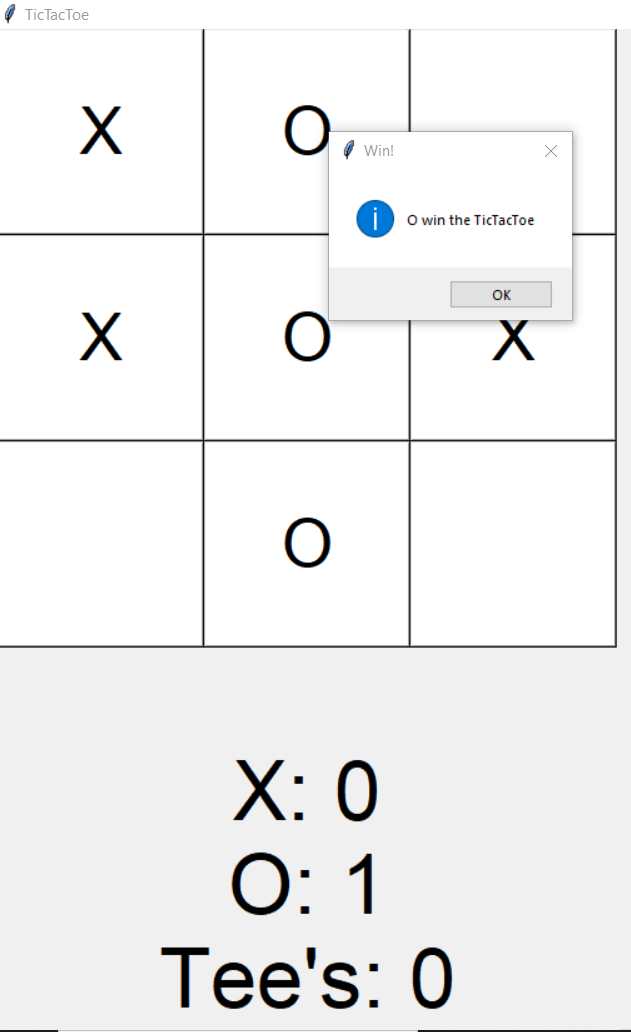 TicTacToe
X O
Win!
O win the TicTacToe
OK
X O X
O
X: 0
O: 1
Tee's: 0